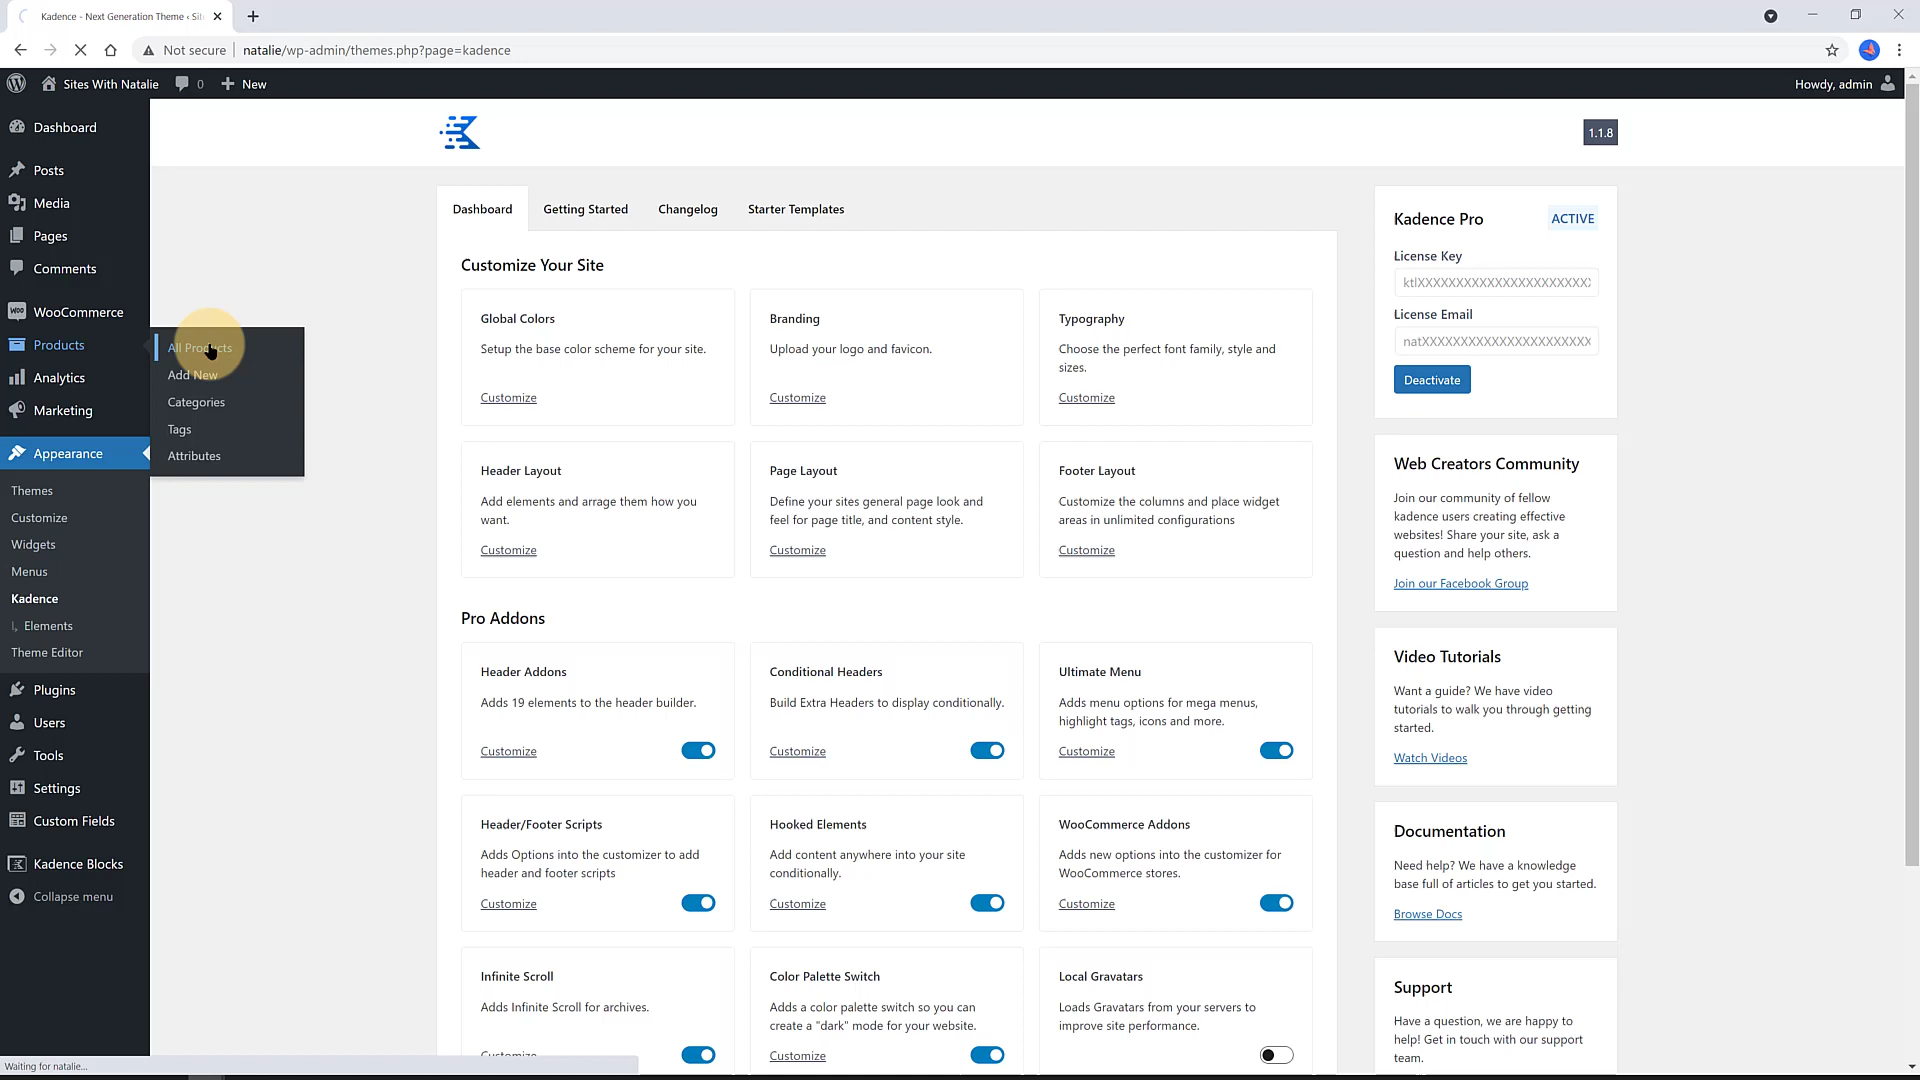 Kadence - Next Generation Theme ‹ Sit
Not secure
natalie/wp-admin/themes.php?page=kadence
Sites With Natalie
0
New
Howdy, admin
Dashboard
Posts
Media
Pages
Comments
WooCommerce
Products
Analytics
Marketing
Appearance
Themes
Customize
Widgets
Menus
Kadence
Elements
Theme Editor
Plugins
Users
Tools
Settings
Custom Fields
Kadence Blocks
Collapse menu
All Products
Add New
Categories
Tags
Attributes
1.1.8
Dashboard
Getting Started
Changelog
Starter Templates
Customize Your Site
Global Colors
Setup the base color scheme for your site.
Customize
Branding
Upload your logo and favicon.
Customize
Typography
Choose the perfect font family, style and
sizes.
Customize
Header Layout
Add elements and arrage them how you
want.
Customize
Page Layout
Define your sites general page look and
feel for page title, and content style.
Customize
Footer Layout
Customize the columns and place widget
areas in unlimited configurations
Customize
Pro Addons
Header Addons
Adds 19 elements to the header builder.
Customize
Conditional Headers
Build Extra Headers to display conditionally.
Customize
Ultimate Menu
Adds menu options for mega menus,
highlight tags, icons and more.
Customize
Header/Footer Scripts
Adds Options into the customizer to add
header and footer scripts
Customize
Hooked Elements
Add content anywhere into your site
conditionally.
Customize
WooCommerce Addons
Adds new options into the customizer for
WooCommerce stores.
Customize
Infinite Scroll
Adds Infinite Scroll for archives.
Customize
Color Palette Switch
Adds a color palette switch so you can
create a "dark" mode for your website.
Customize
Local Gravatars
Loads Gravatars from your servers to
improve site performance.
Kadence Pro
ACTIVE
License Key
ktlXXXXXXXXXXXXXXXXXXXXXXX
License Email
natXXXXXXXXXXXXXXXXXXXXXX
Deactivate
Web Creators Community
Join our community of fellow
kadence users creating effective
websites! Share your site, ask a
question and help others.
Join our Facebook Group
Video Tutorials
Want a guide? We have video
tutorials to walk you through getting
started.
Watch Videos
Documentation
Need help? We have a knowledge
base full of articles to get you started.
Browse Docs
Support
Have a question, we are happy to
help! Get in touch with our support
team.
Waiting for natalie...